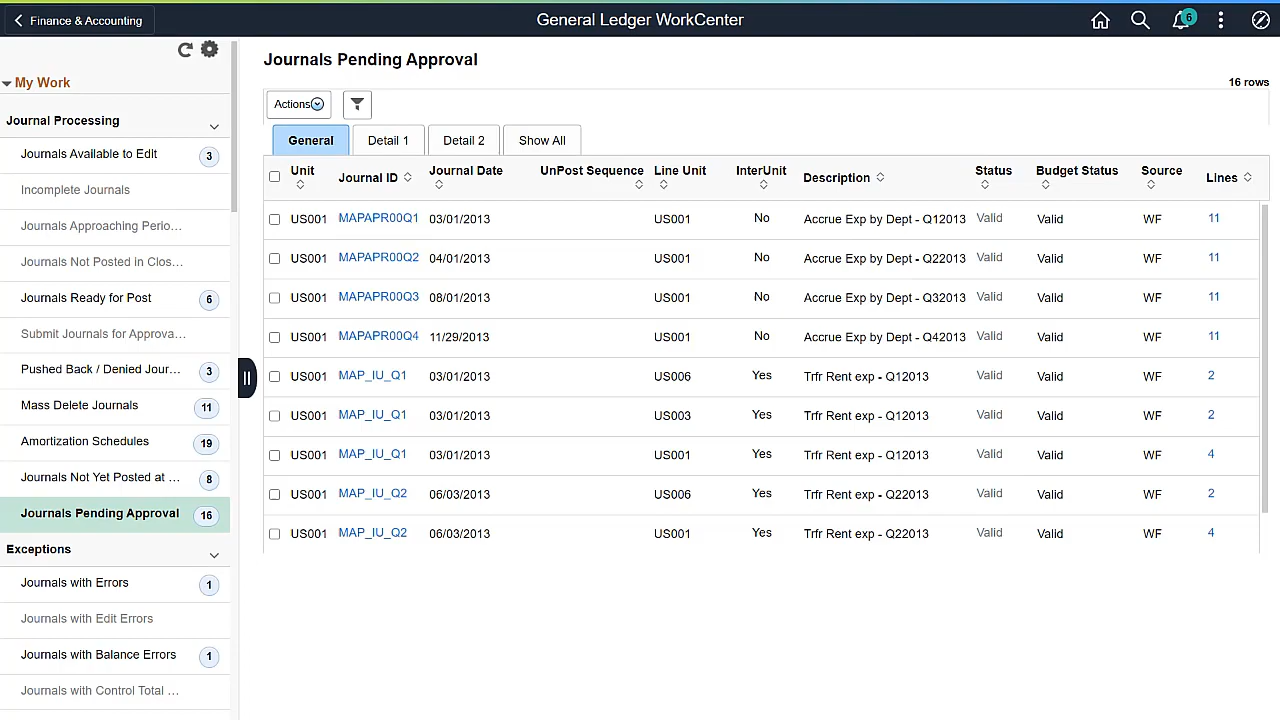 Finance & Accounting
General Ledger WorkCenter
6
My Work
Journal Processing
Journals Available to Edit 3
Incomplete Journals
Journals Approaching Perio...
Journals Not Posted in Clos...
Journals Ready for Post 6
Submit Journals for Approva...
Pushed Back / Denied Jour... 3
Mass Delete Journals 11
Amortization Schedules 19
Journals Not Yet Posted at ... 8
Journals Pending Approval 16
Exceptions
Journals with Errors 1
Journals with Edit Errors
Journals with Balance Errors 1
Journals with Control Total ...
Journals Pending Approval
16 rows
Actions
General Detail 1 Detail 2 Show All
Unit Journal ID Journal Date UnPost Sequence Line Unit InterUnit Description Status Budget Status Source Lines
US001 MAPAPR00Q1 03/01/2013 US001 No Accrue Exp by Dept - Q12013 Valid Valid WF 11
US001 MAPAPR00Q2 04/01/2013 US001 No Accrue Exp by Dept - Q22013 Valid Valid WF 11
US001 MAPAPR00Q3 08/01/2013 US001 No Accrue Exp by Dept - Q32013 Valid Valid WF 11
US001 MAPAPR00Q4 11/29/2013 US001 No Accrue Exp by Dept - Q42013 Valid Valid WF 11
US001 MAP_IU_Q1 03/01/2013 US006 Yes Trfr Rent exp - Q12013 Valid Valid WF 2
US001 MAP_IU_Q1 03/01/2013 US003 Yes Trfr Rent exp - Q12013 Valid Valid WF 2
US001 MAP_IU_Q1 03/01/2013 US001 Yes Trfr Rent exp - Q12013 Valid Valid WF 4
US001 MAP_IU_Q2 06/03/2013 US006 Yes Trfr Rent exp - Q22013 Valid Valid WF 2
US001 MAP_IU_Q2 06/03/2013 US001 Yes Trfr Rent exp - Q22013 Valid Valid WF 4